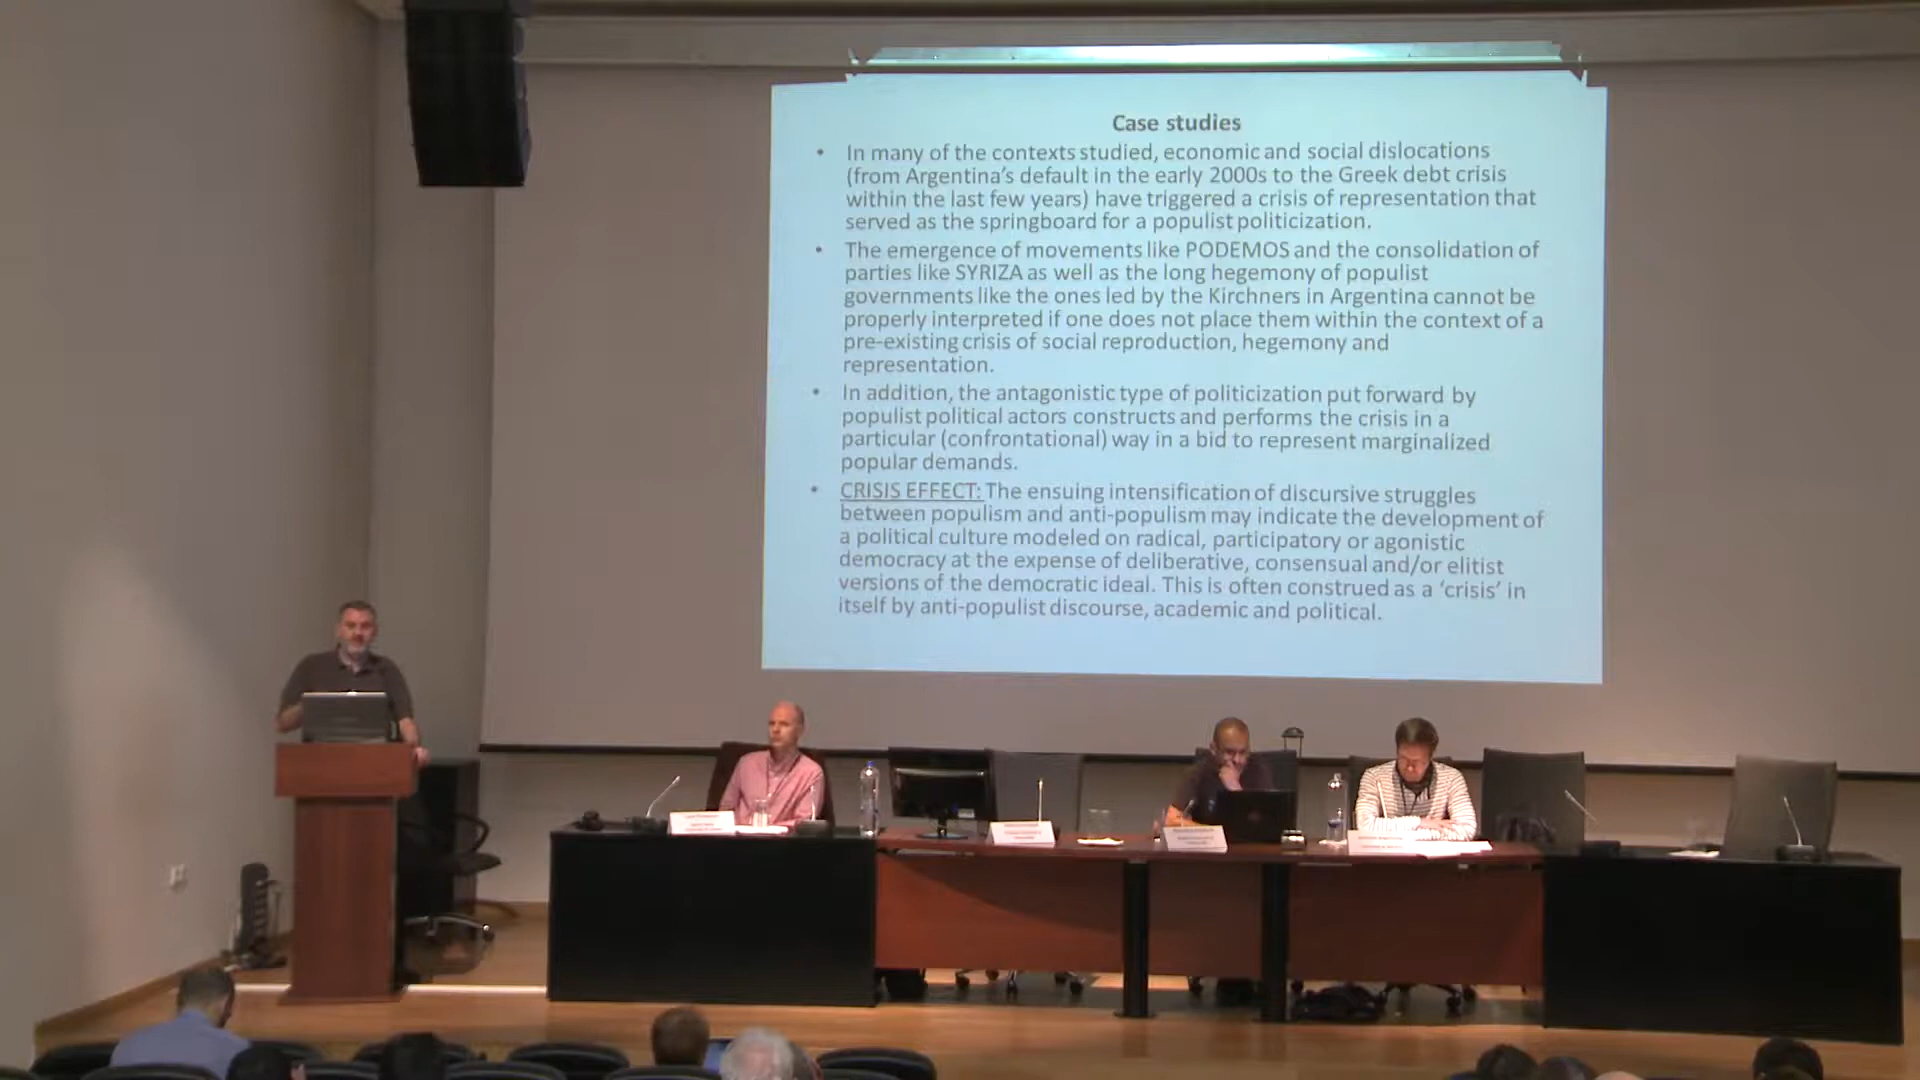 Case studies
• In many of the contexts studied, economic and social dislocations
(from Argentina's default in the early 2000s to the Greek debt crisis
within the last few years) have triggered a crisis of representation that
served as the springboard for a populist politicization.
• The emergence of movements like PODEMOS and the consolidation of
parties like SYRIZA as well as the long hegemony of populist
governments like the ones led by the Kirchners in Argentina cannot be
properly interpreted if one does not place them within the context of a
pre-existing crisis of social reproduction, hegemony and
representation.
• In addition, the antagonistic type of politicization put forward by
populist political actors constructs and performs the crisis in a
particular (confrontational) way in a bid to represent marginalized
popular demands.
• CRISIS EFFECT: The ensuing intensification of discursive struggles
between populism and anti-populism may indicate the development of
a political culture modeled on radical, participatory or agonistic
democracy at the expense of deliberative, consensual and/or elitist
versions of the democratic ideal. This is often construed as a ‘crisis’ in
itself by anti-populist discourse, academic and political.